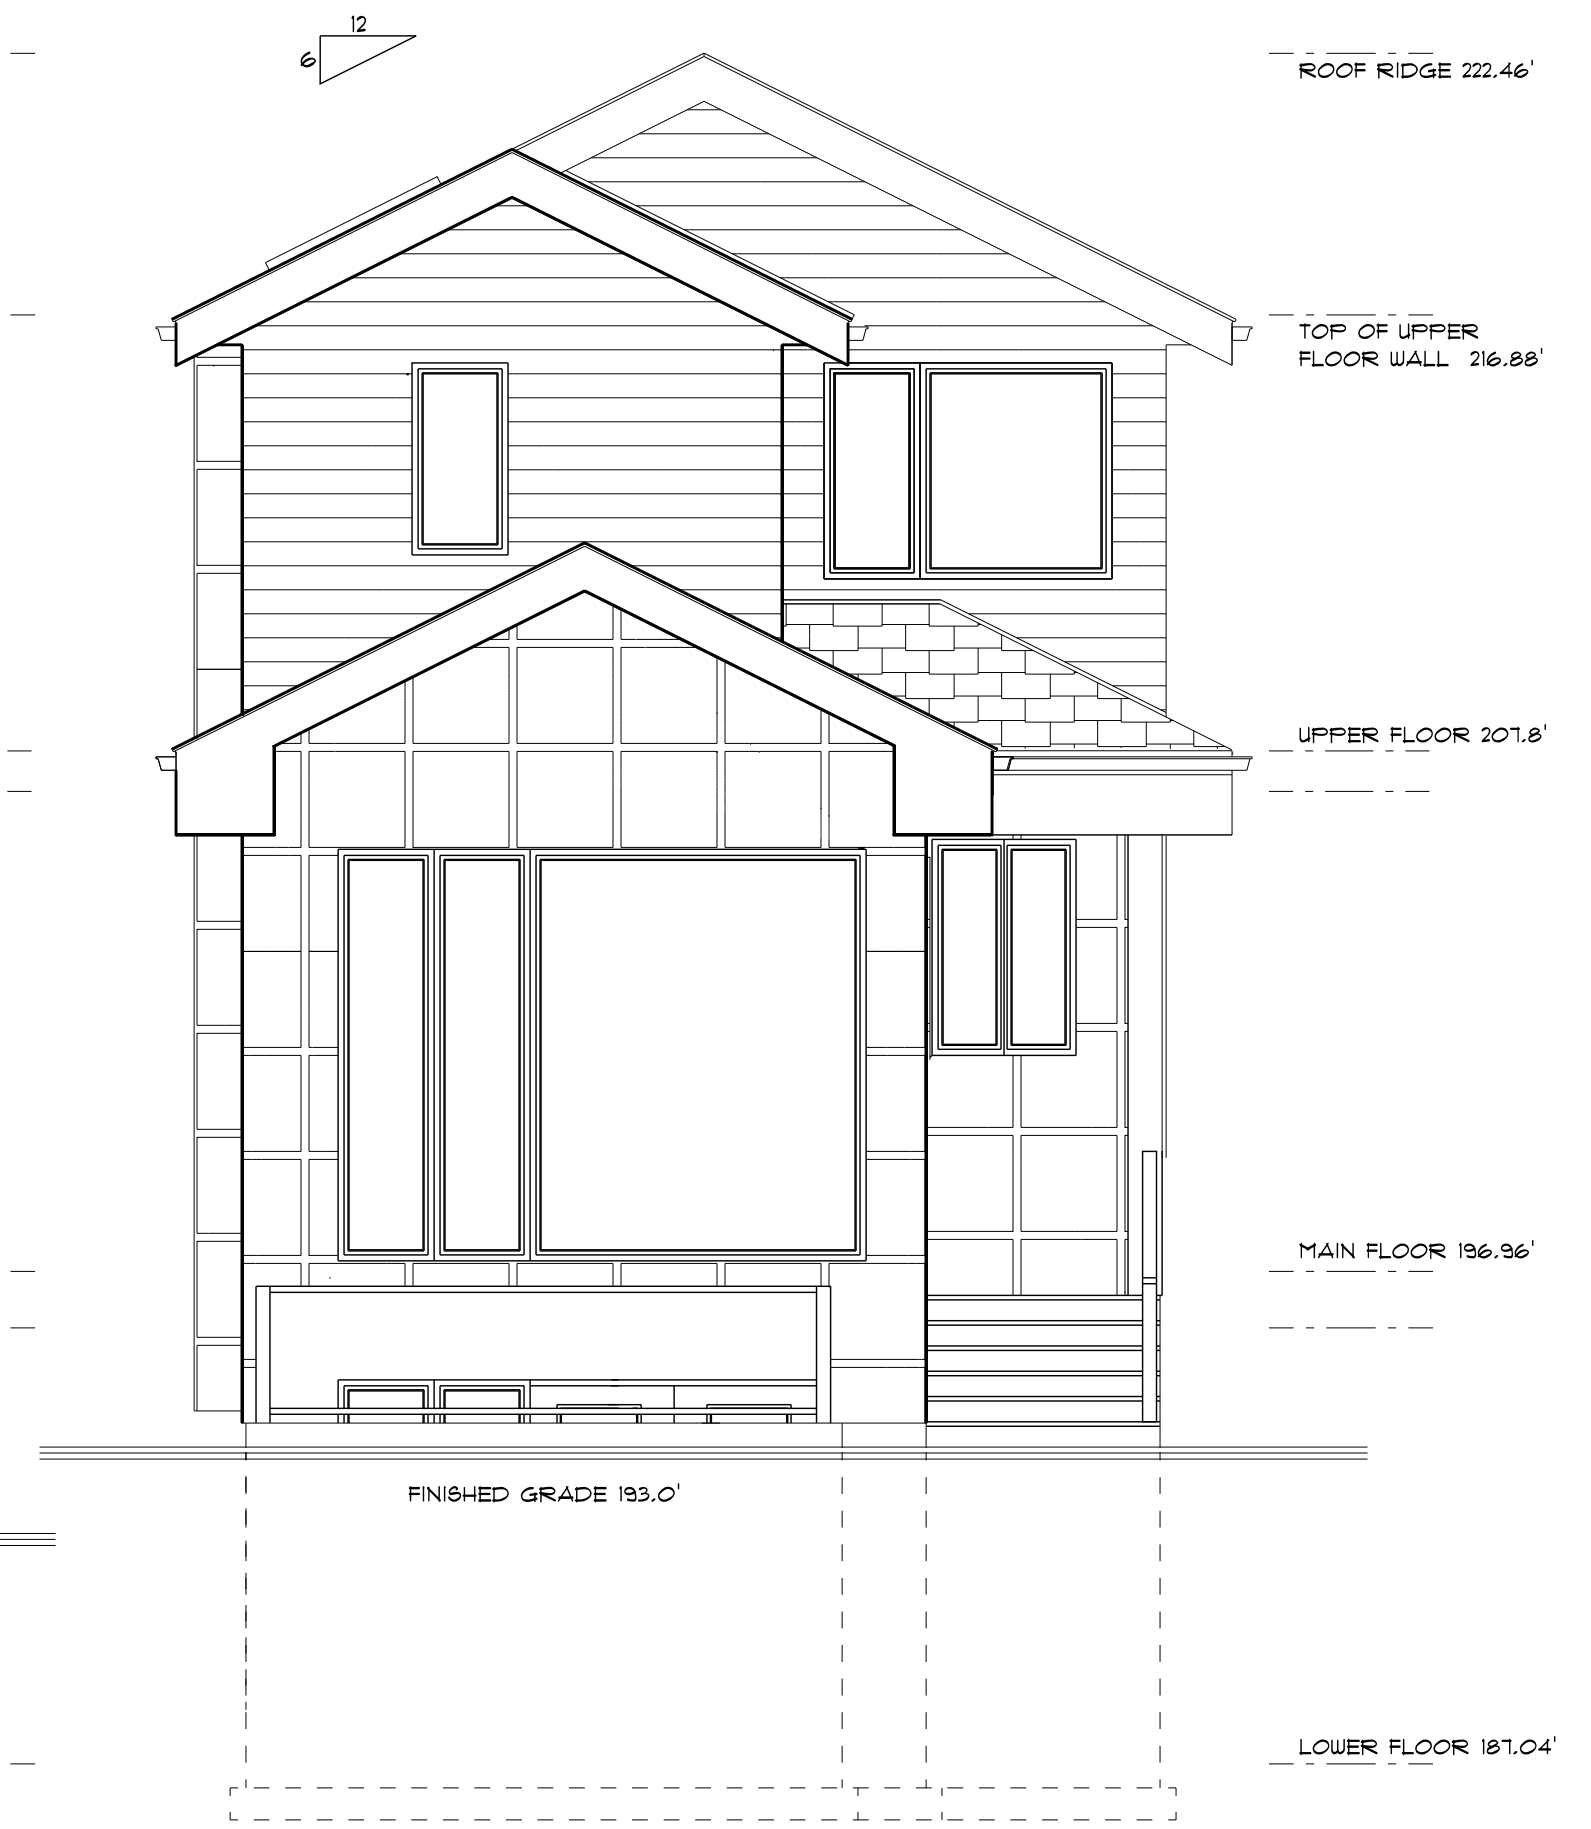 12
6
ROOF RIDGE 222.46'
TOP OF UPPER
FLOOR WALL 216.88'
UPPER FLOOR 207.8'
MAIN FLOOR 196.96'
FINISHED GRADE 193.0'
LOWER FLOOR 187.04'